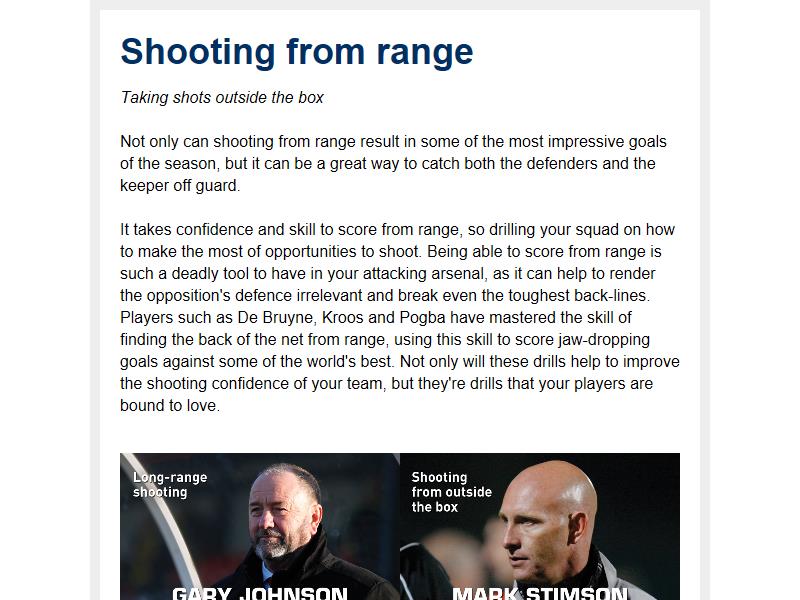 Shooting from range
Taking shots outside the box
Not only can shooting from range result in some of the most impressive goals
of the season, but it can be a great way to catch both the defenders and the
keeper off guard.
It takes confidence and skill to score from range, so drilling your squad on how
to make the most of opportunities to shoot. Being able to score from range is
such a deadly tool to have in your attacking arsenal, as it can help to render
the opposition's defence irrelevant and break even the toughest back-lines.
Players such as De Bruyne, Kroos and Pogba have mastered the skill of
finding the back of the net from range, using this skill to score jaw-dropping
goals against some of the world's best. Not only will these drills help to improve
the shooting confidence of your team, but they're drills that your players are
bound to love.
Long-range
shooting
GARY JOHNSON
Shooting
from outside
the box
MARK STIMSON